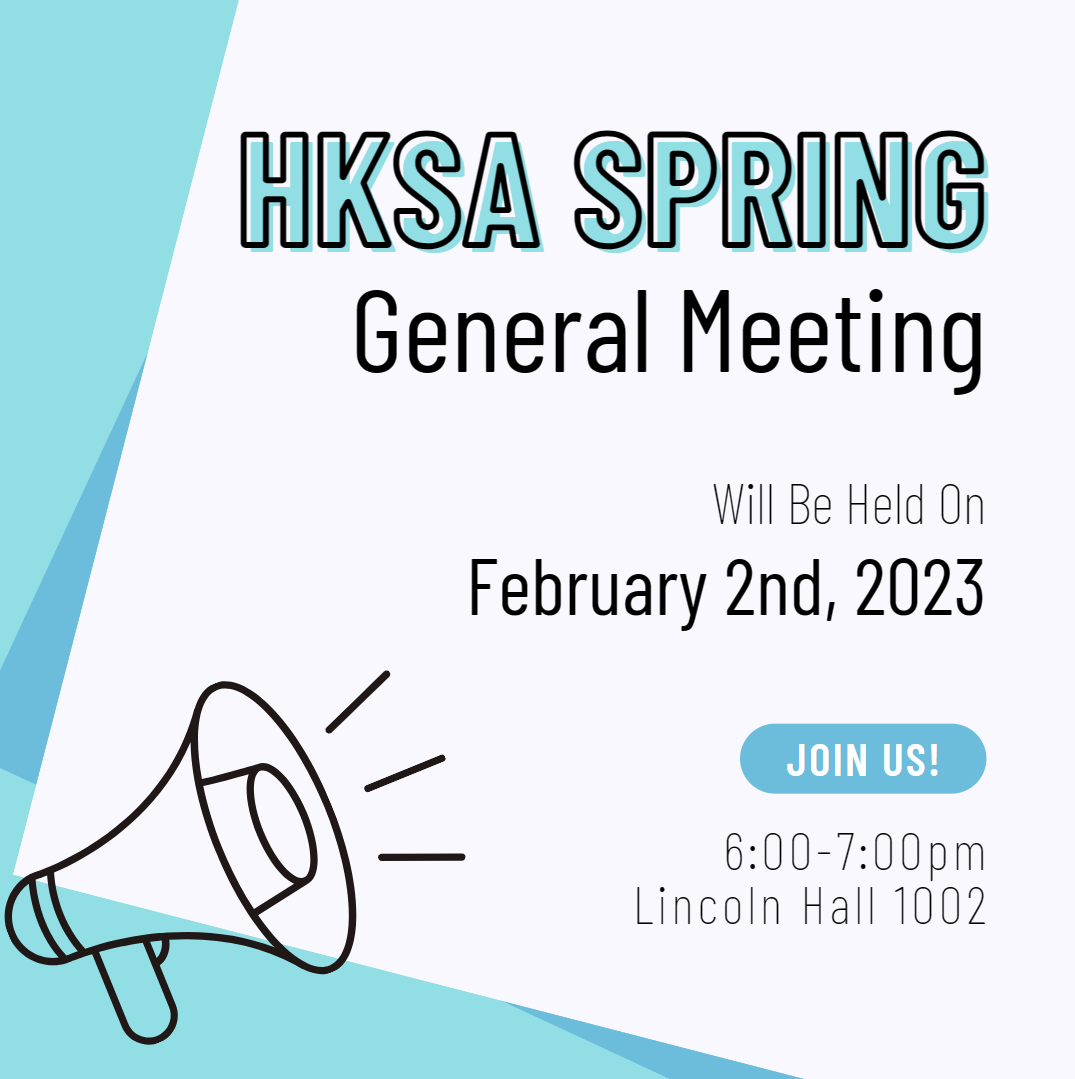 HKSA SPRING
General Meeting
Will Be Held On
February 2nd, 2023
JOIN US!
6:00-7:00pm
Lincoln Hall 1002